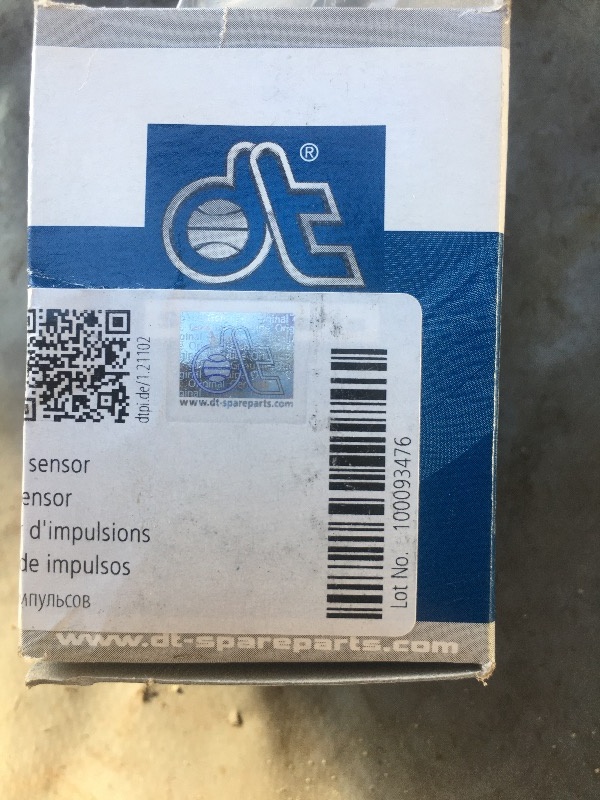 dt ®
dtpi.de/1.21102
www.dt-spareparts.com
sensor
ensor
d'impulsions
de impulsos
мпульсов
Lot No. 100093476
www.dt-spareparts.com